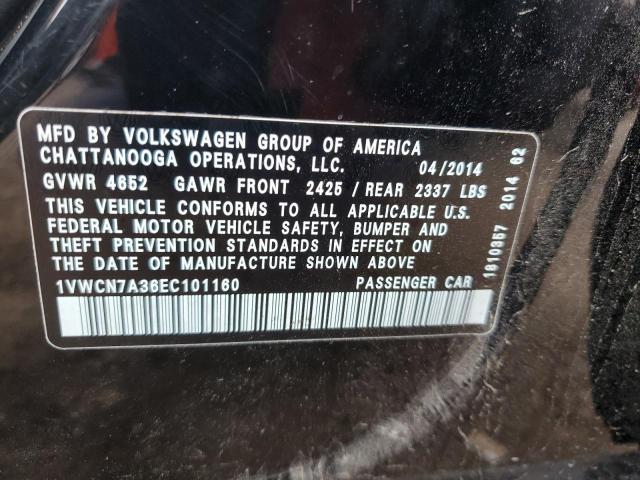 MFD BY VOLKSWAGEN GROUP OF AMERICA
CHATTANOOGA OPERATIONS, LLC. 04/2014
GVWR 4652 GAWR FRONT 2425 / REAR 2337 LBS
THIS VEHICLE CONFORMS TO ALL APPLICABLE U.S.
FEDERAL MOTOR VEHICLE SAFETY, BUMPER AND
THEFT PREVENTION STANDARDS IN EFFECT ON
THE DATE OF MANUFACTURE SHOWN ABOVE
1VWCN7A36EC101160 PASSENGER CAR
1810357 2014 62